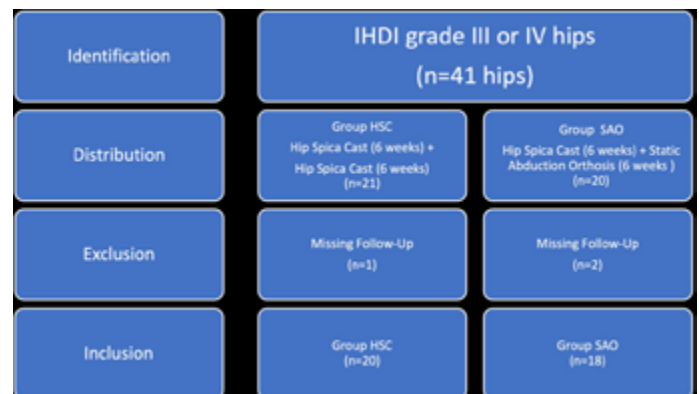 Identification
IHDI grade III or IV hips
(n=41 hips)
Distribution
Group HSC
Hip Spica Cast (6 weeks) +
Hip Spica Cast (6 weeks)
(n=21)
Group SAO
Hip Spica Cast (6 weeks) + Static
Abduction Orthosis (6 weeks )
(n=20)
Exclusion
Missing Follow-Up
(n=1)
Missing Follow-Up
(n=2)
Inclusion
Group HSC
(n=20)
Group SAO
(n=18)